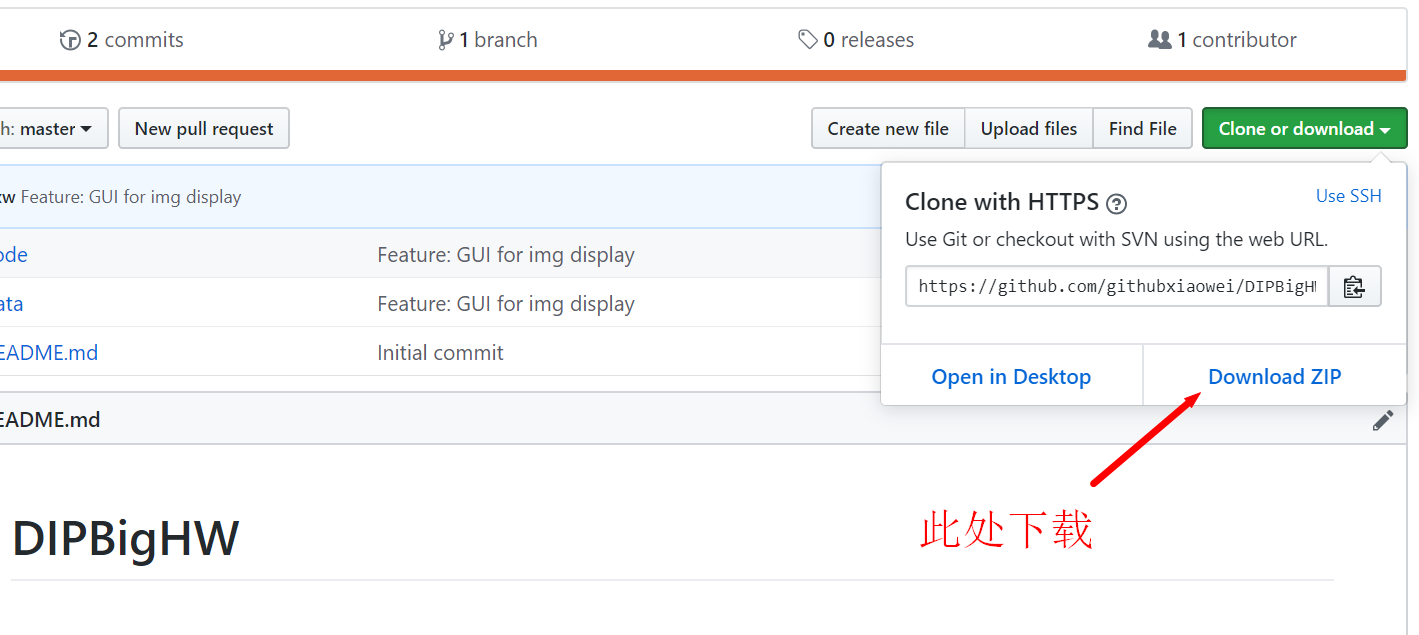 2 commits
1 branch
0 releases
1 contributor
h: master
New pull request
Create new file
Upload files
Find File
Clone or download
w Feature: GUI for img display
Clone with HTTPS
Use SSH
Use Git or checkout with SVN using the web URL.
https://github.com/githubxiaowei/DIPBigH
Open in Desktop
Download ZIP
ode
Feature: GUI for img display
ata
Feature: GUI for img display
EADME.md
Initial commit
EADME.md
DIPBigHW
此处下载